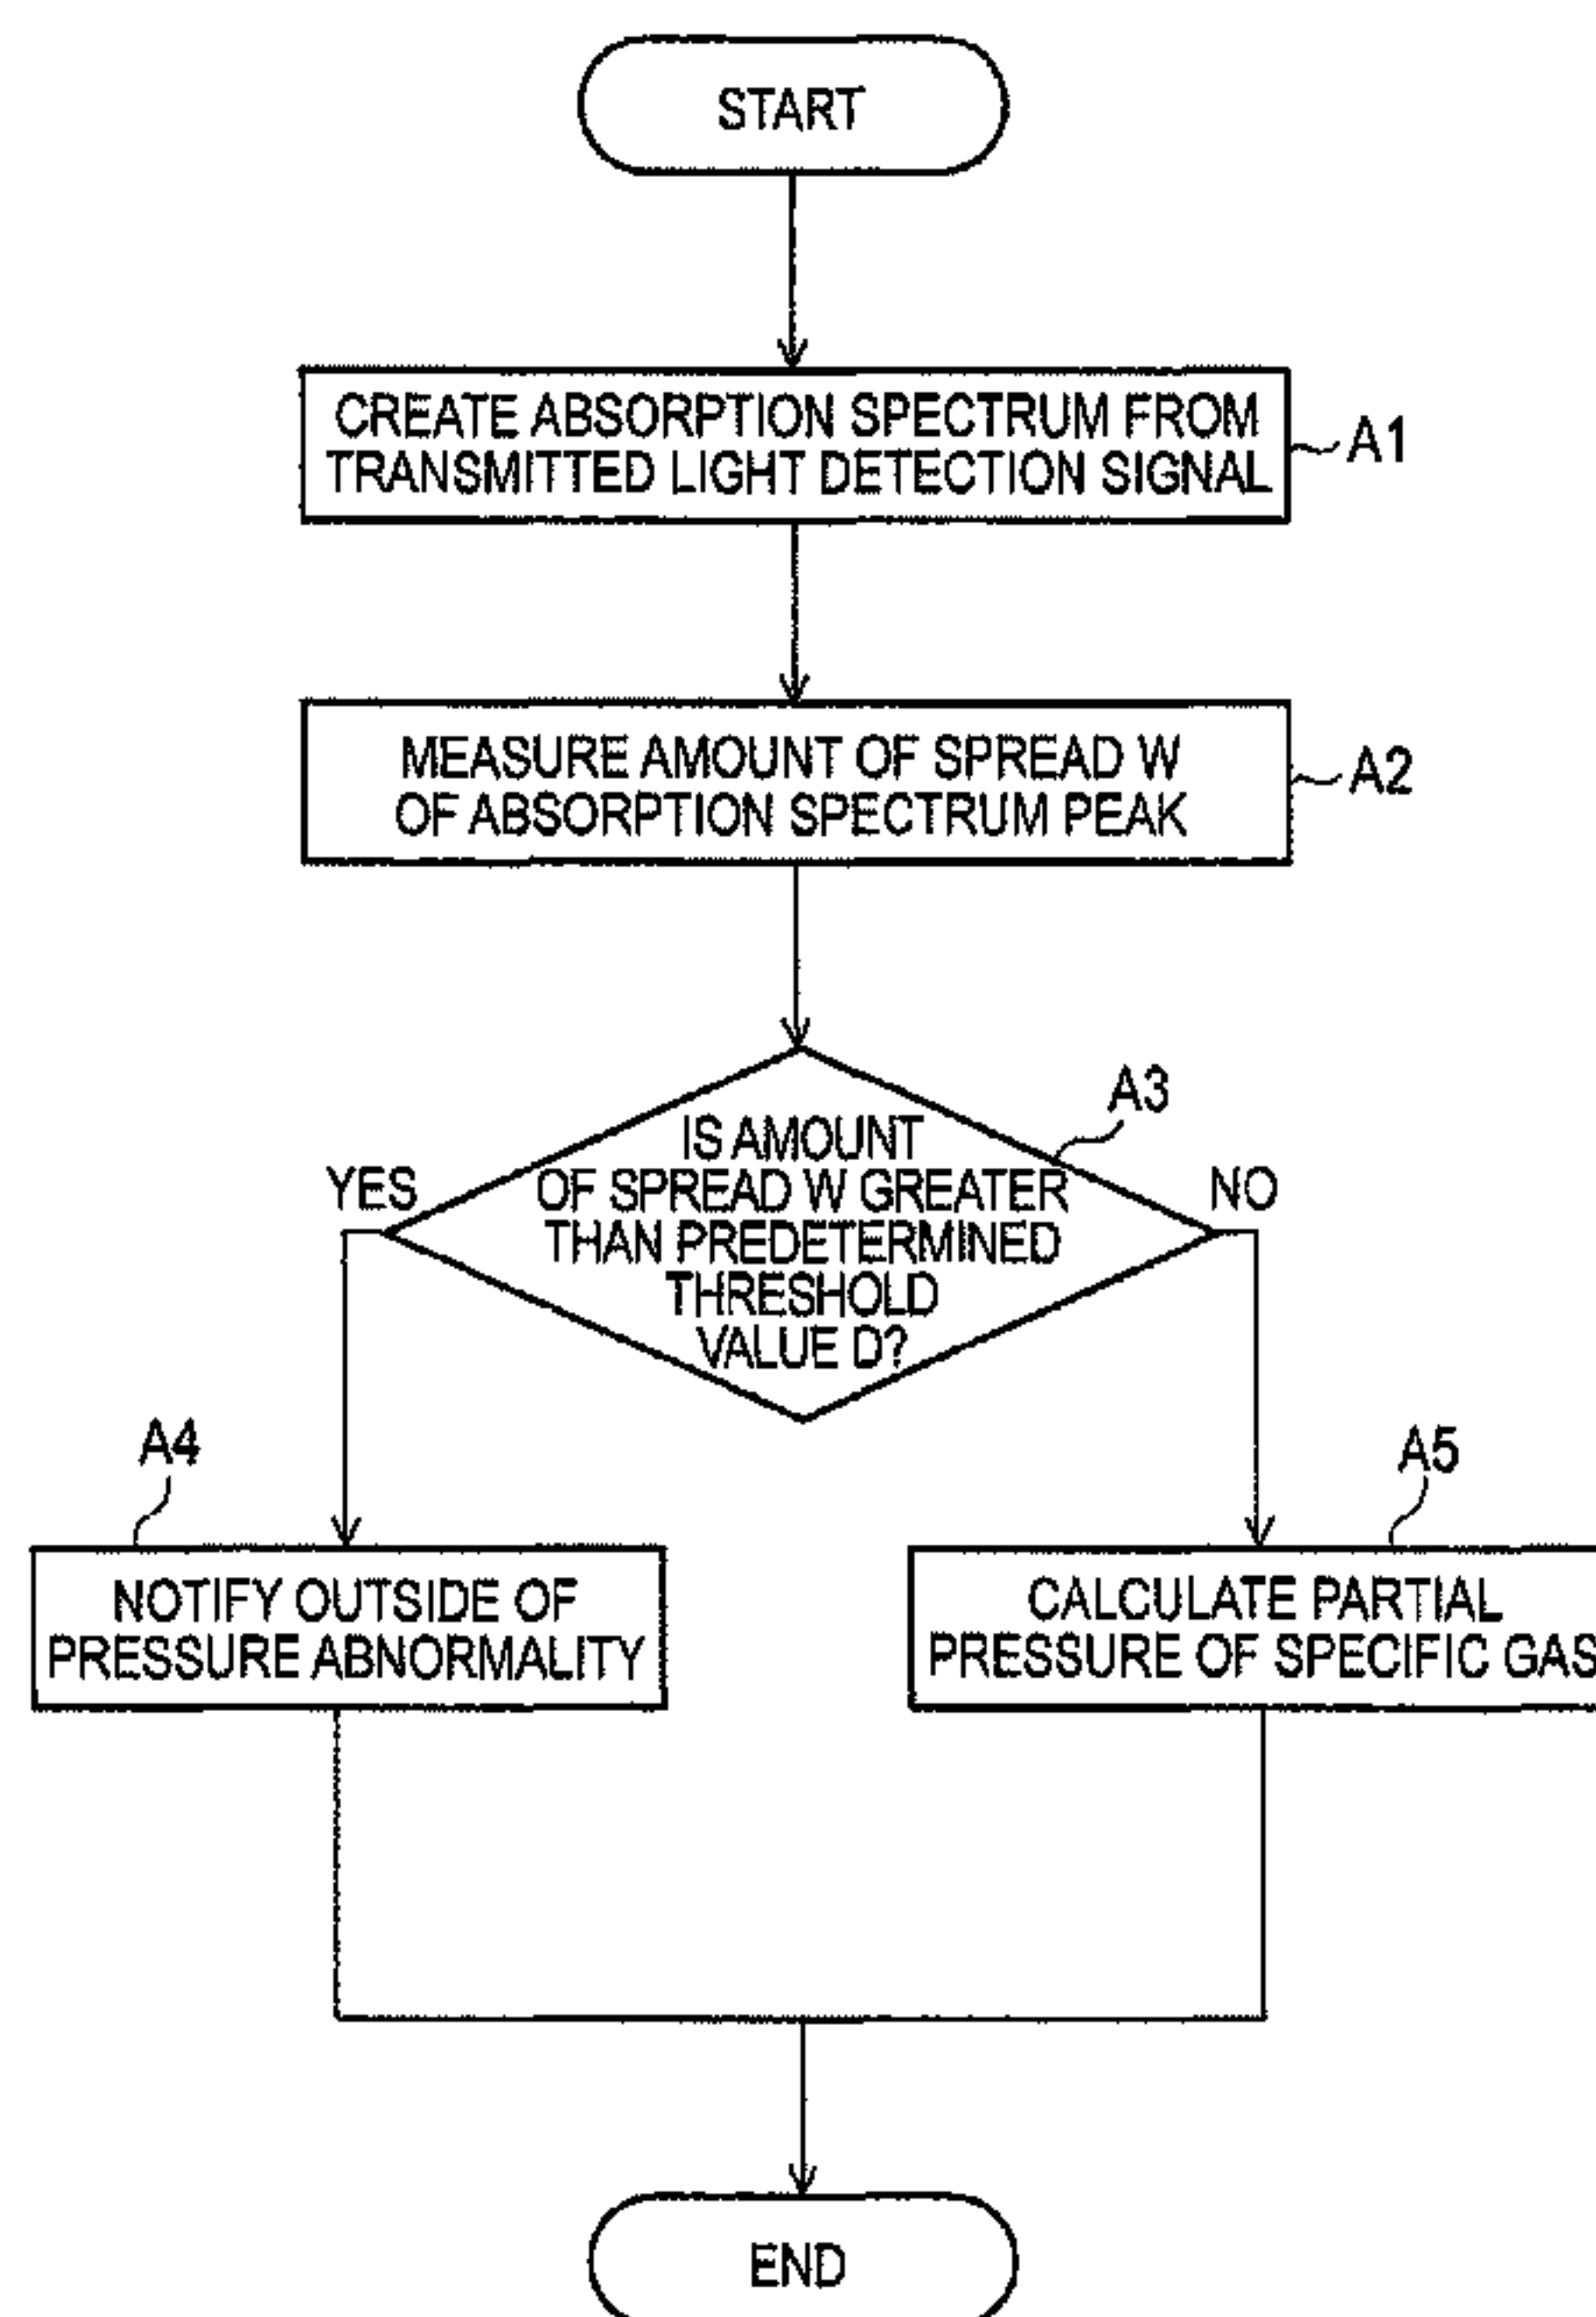 START
CREATE ABSORPTION SPECTRUM FROM
TRANSMITTED LIGHT DETECTION SIGNAL
A1
MEASURE AMOUNT OF SPREAD W
OF ABSORPTION SPECTRUM PEAK
A2
A3
IS AMOUNT
OF SPREAD W GREATER
THAN PREDETERMINED
THRESHOLD
VALUE D?
YES
NO
A4
NOTIFY OUTSIDE OF
PRESSURE ABNORMALITY
A5
CALCULATE PARTIAL
PRESSURE OF SPECIFIC GAS
END